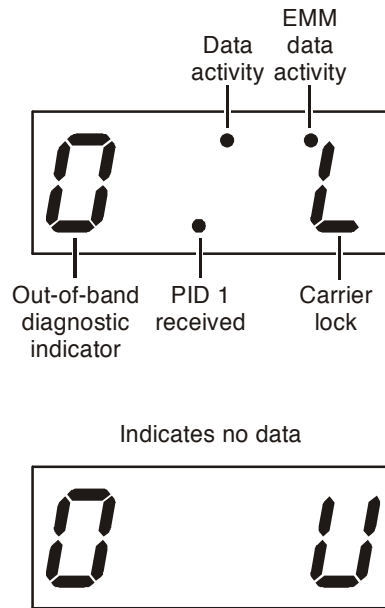 EMM
Data data
activity activity
0 L
Out-of-band PID 1 Carrier
diagnostic received lock
indicator
Indicates no data
0 U